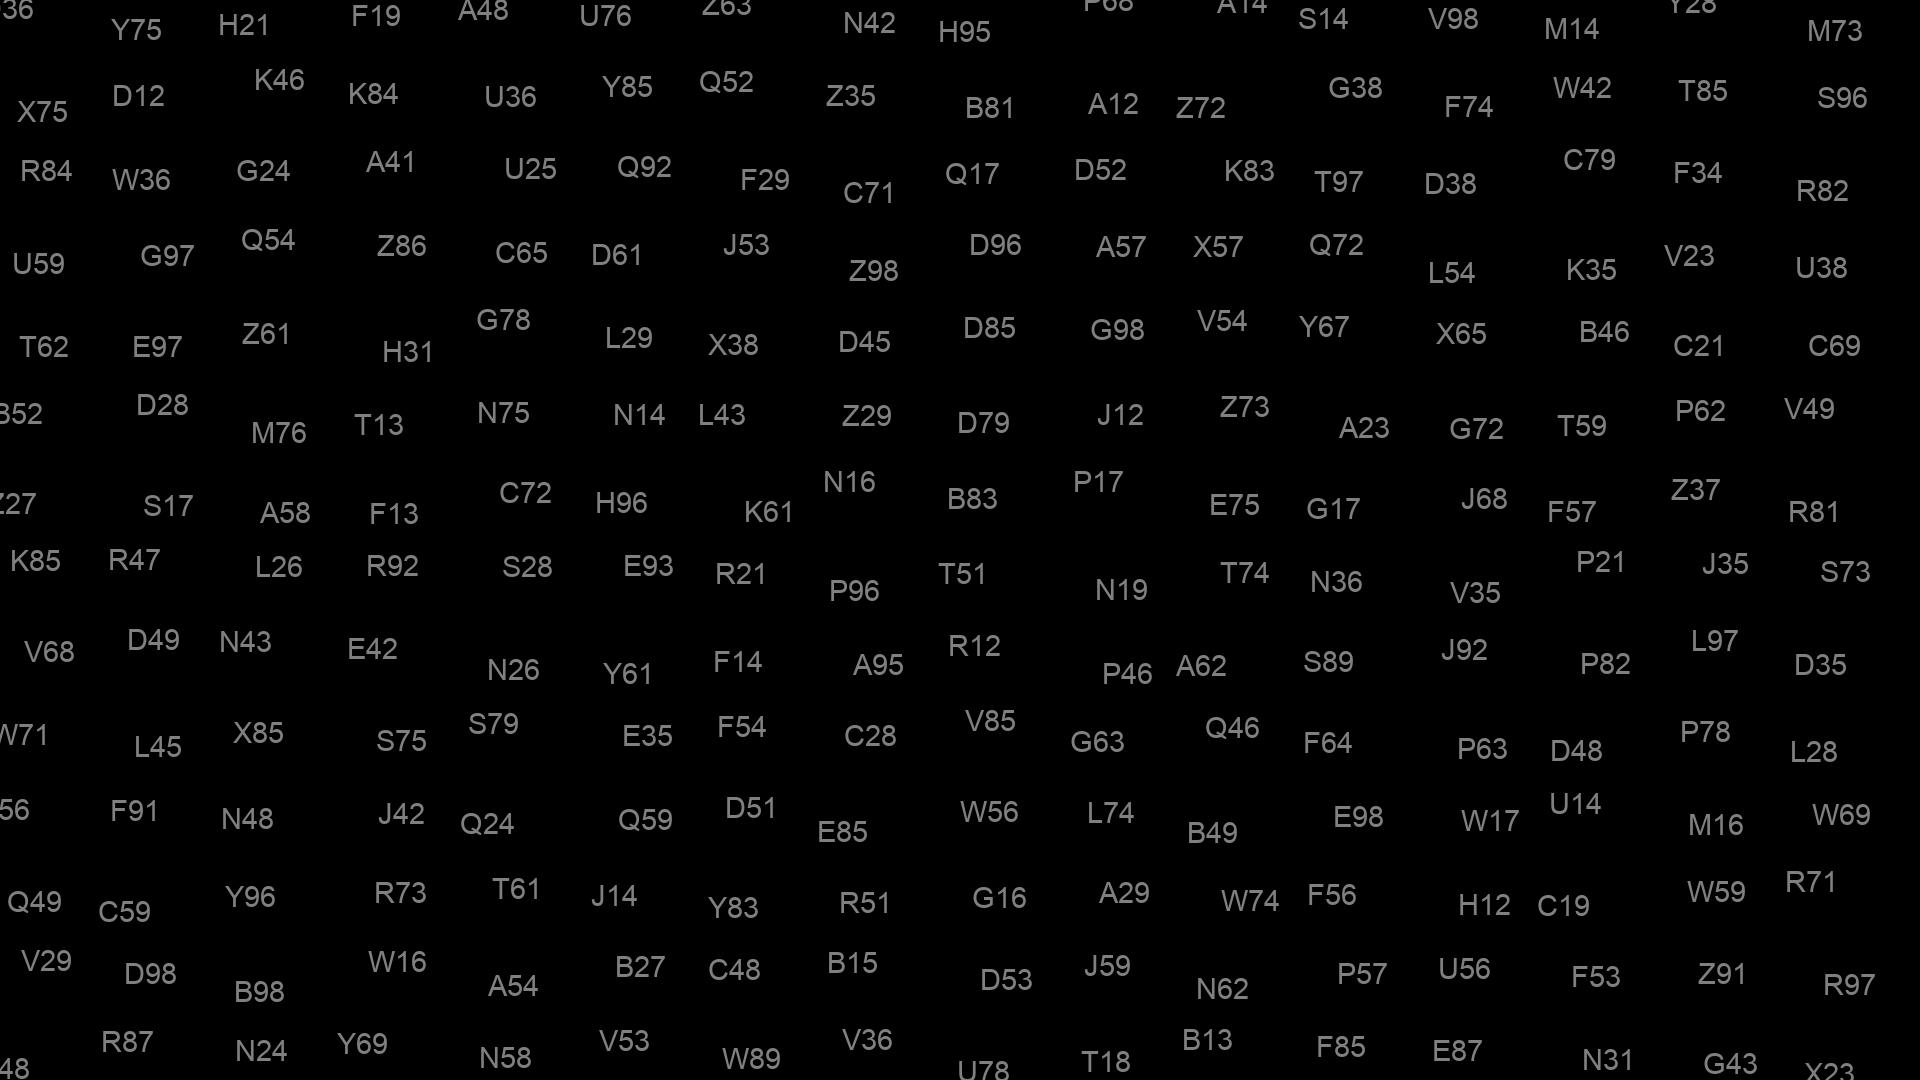 36 Y75 H21 F19 A48 U76 Z63 N42 H95 P68 A14 S14 V98 M14 Y28 M73
X75 D12 K46 K84 U36 Y85 Q52 Z35 B81 A12 Z72 G38 F74 W42 T85 S96
R84 W36 G24 A41 U25 Q92 F29 C71 Q17 D52 K83 T97 D38 C79 F34 R82
U59 G97 Q54 Z86 C65 D61 J53 Z98 D96 A57 X57 Q72 L54 K35 V23 U38
T62 E97 Z61 H31 G78 L29 X38 D45 D85 G98 V54 Y67 X65 B46 C21 C69
B52 D28 M76 T13 N75 N14 L43 Z29 D79 J12 Z73 A23 G72 T59 P62 V49
Z27 S17 A58 F13 C72 H96 K61 N16 B83 P17 E75 G17 J68 F57 Z37 R81
K85 R47 L26 R92 S28 E93 R21 P96 T51 N19 T74 N36 V35 P21 J35 S73
V68 D49 N43 E42 N26 Y61 F14 A95 R12 P46 A62 S89 J92 P82 L97 D35
W71 L45 X85 S75 S79 E35 F54 C28 V85 G63 Q46 F64 P63 D48 P78 L28
56 F91 N48 J42 Q24 Q59 D51 E85 W56 L74 B49 E98 W17 U14 M16 W69
Q49 C59 Y96 R73 T61 J14 Y83 R51 G16 A29 W74 F56 H12 C19 W59 R71
V29 D98 B98 W16 A54 B27 C48 B15 D53 J59 N62 P57 U56 F53 Z91 R97
48 R87 N24 Y69 N58 V53 W89 V36 U78 T18 B13 F85 E87 N31 G43 X23